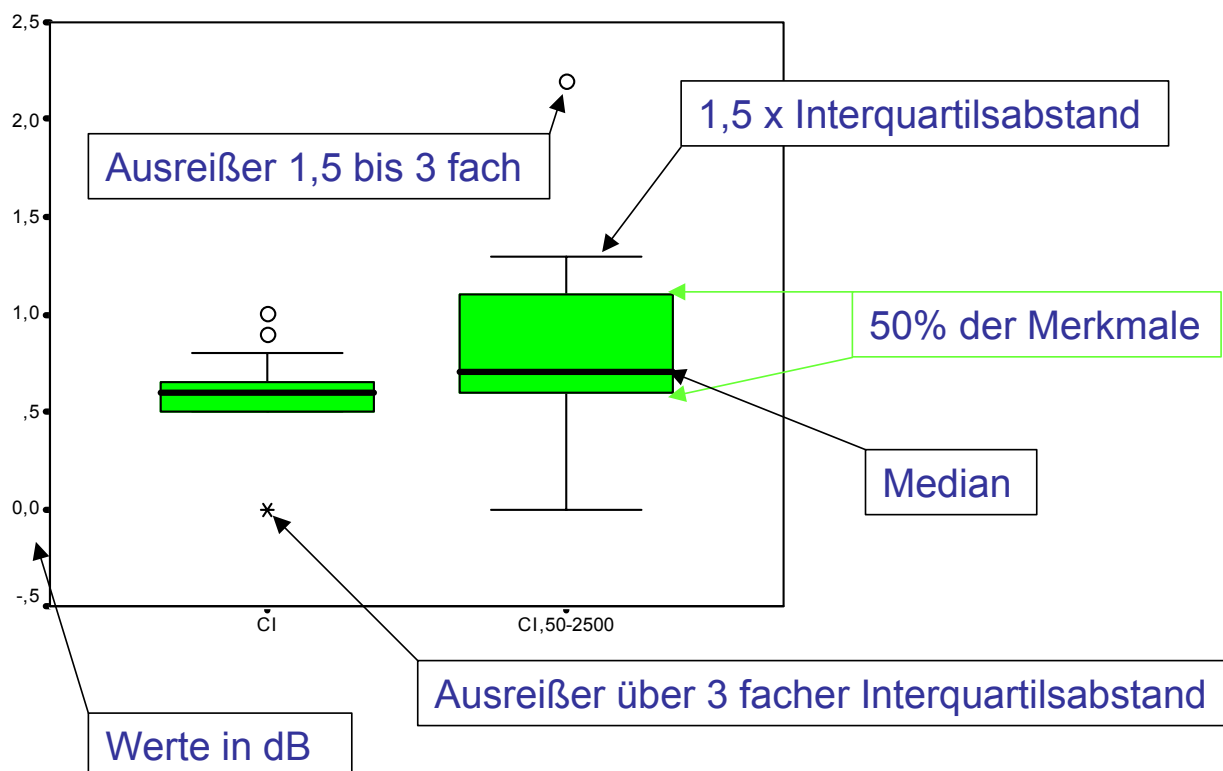 2,5
2,0
1,5
1,0
,5
0,0
-,5
CI
CI,50-2500
Ausreißer 1,5 bis 3 fach
1,5 x Interquartilsabstand
50% der Merkmale
Median
Ausreißer über 3 facher Interquartilsabstand
Werte in dB